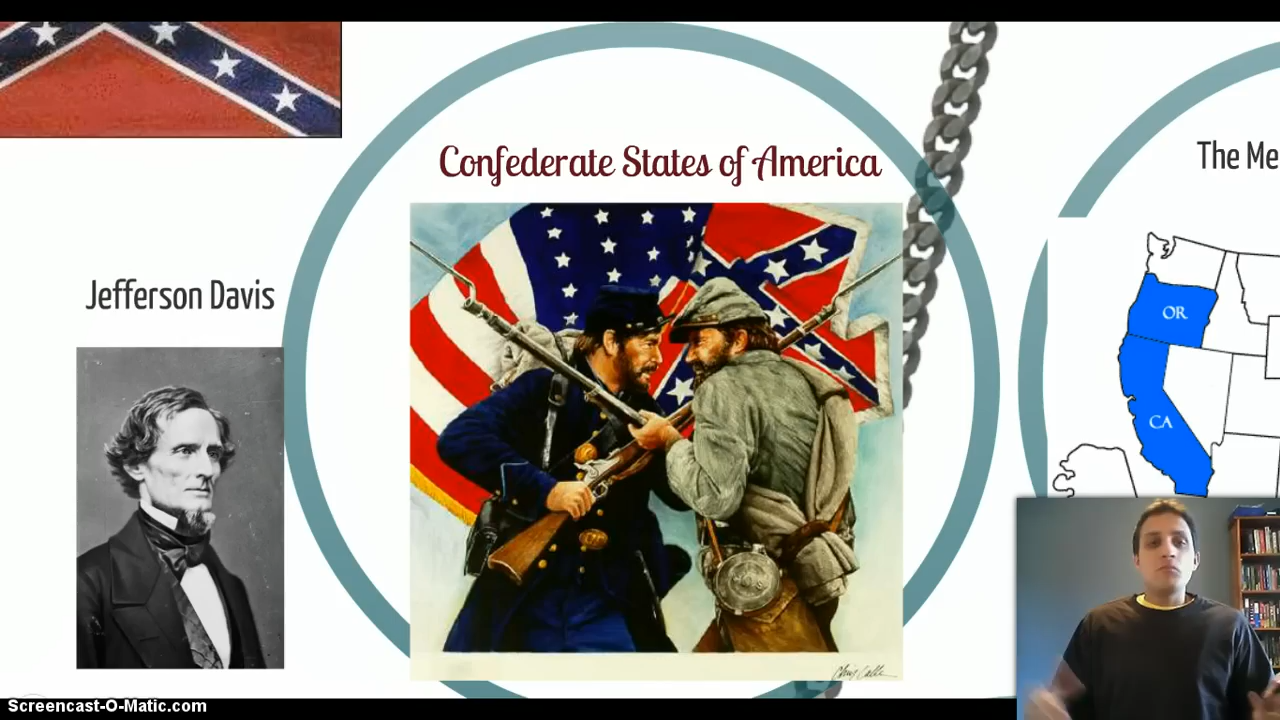 Confederate States of America
The Me
Jefferson Davis
OR
CA
Screencast-O-Matic.com